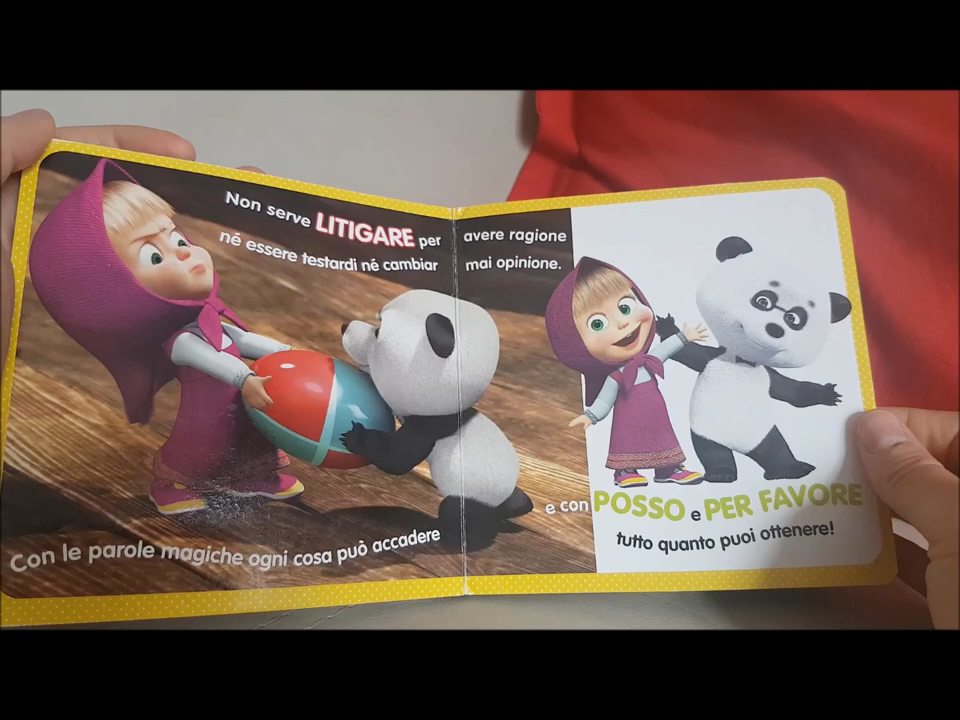 Non serve LITIGARE per avere ragione
né essere testardi né cambiar mai opinione.
Con le parole magiche ogni cosa può accadere
e con POSSO e PER FAVORE
tutto quanto puoi ottenere!